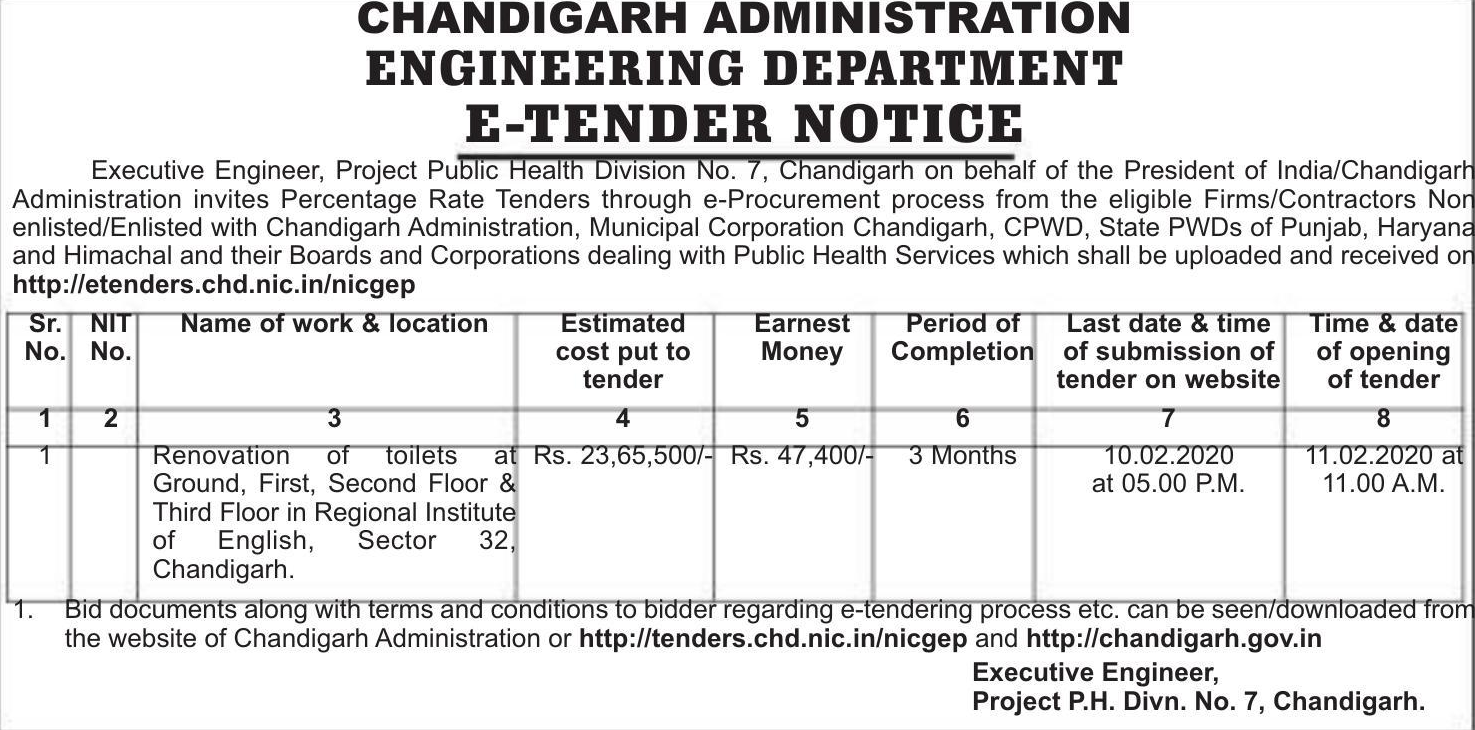 CHANDIGARH ADMINISTRATION
ENGINEERING DEPARTMENT
E-TENDER NOTICE
Executive Engineer, Project Public Health Division No. 7, Chandigarh on behalf of the President of India/Chandigarh
Administration invites Percentage Rate Tenders through e-Procurement process from the eligible Firms/Contractors Non
enlisted/Enlisted with Chandigarh Administration, Municipal Corporation Chandigarh, CPWD, State PWDs of Punjab, Haryana
and Himachal and their Boards and Corporations dealing with Public Health Services which shall be uploaded and received on
http://etenders.chd.nic.in/nicgep
Sr. NIT Name of work & location Estimated Earnest Period of Last date & time Time & date
No. No. cost put to Money Completion of submission of of opening
tender tender on website of tender
1 2 3 4 5 6 7 8
1 Renovation of toilets at Rs. 23,65,500/- Rs. 47,400/- 3 Months 10.02.2020 11.02.2020 at
Ground, First, Second Floor & at 05.00 P.M. 11.00 A.M.
Third Floor in Regional Institute
of English, Sector 32,
Chandigarh.
1. Bid documents along with terms and conditions to bidder regarding e-tendering process etc. can be seen/downloaded from
the website of Chandigarh Administration or http://tenders.chd.nic.in/nicgep and http://chandigarh.gov.in
Executive Engineer,
Project P.H. Divn. No. 7, Chandigarh.